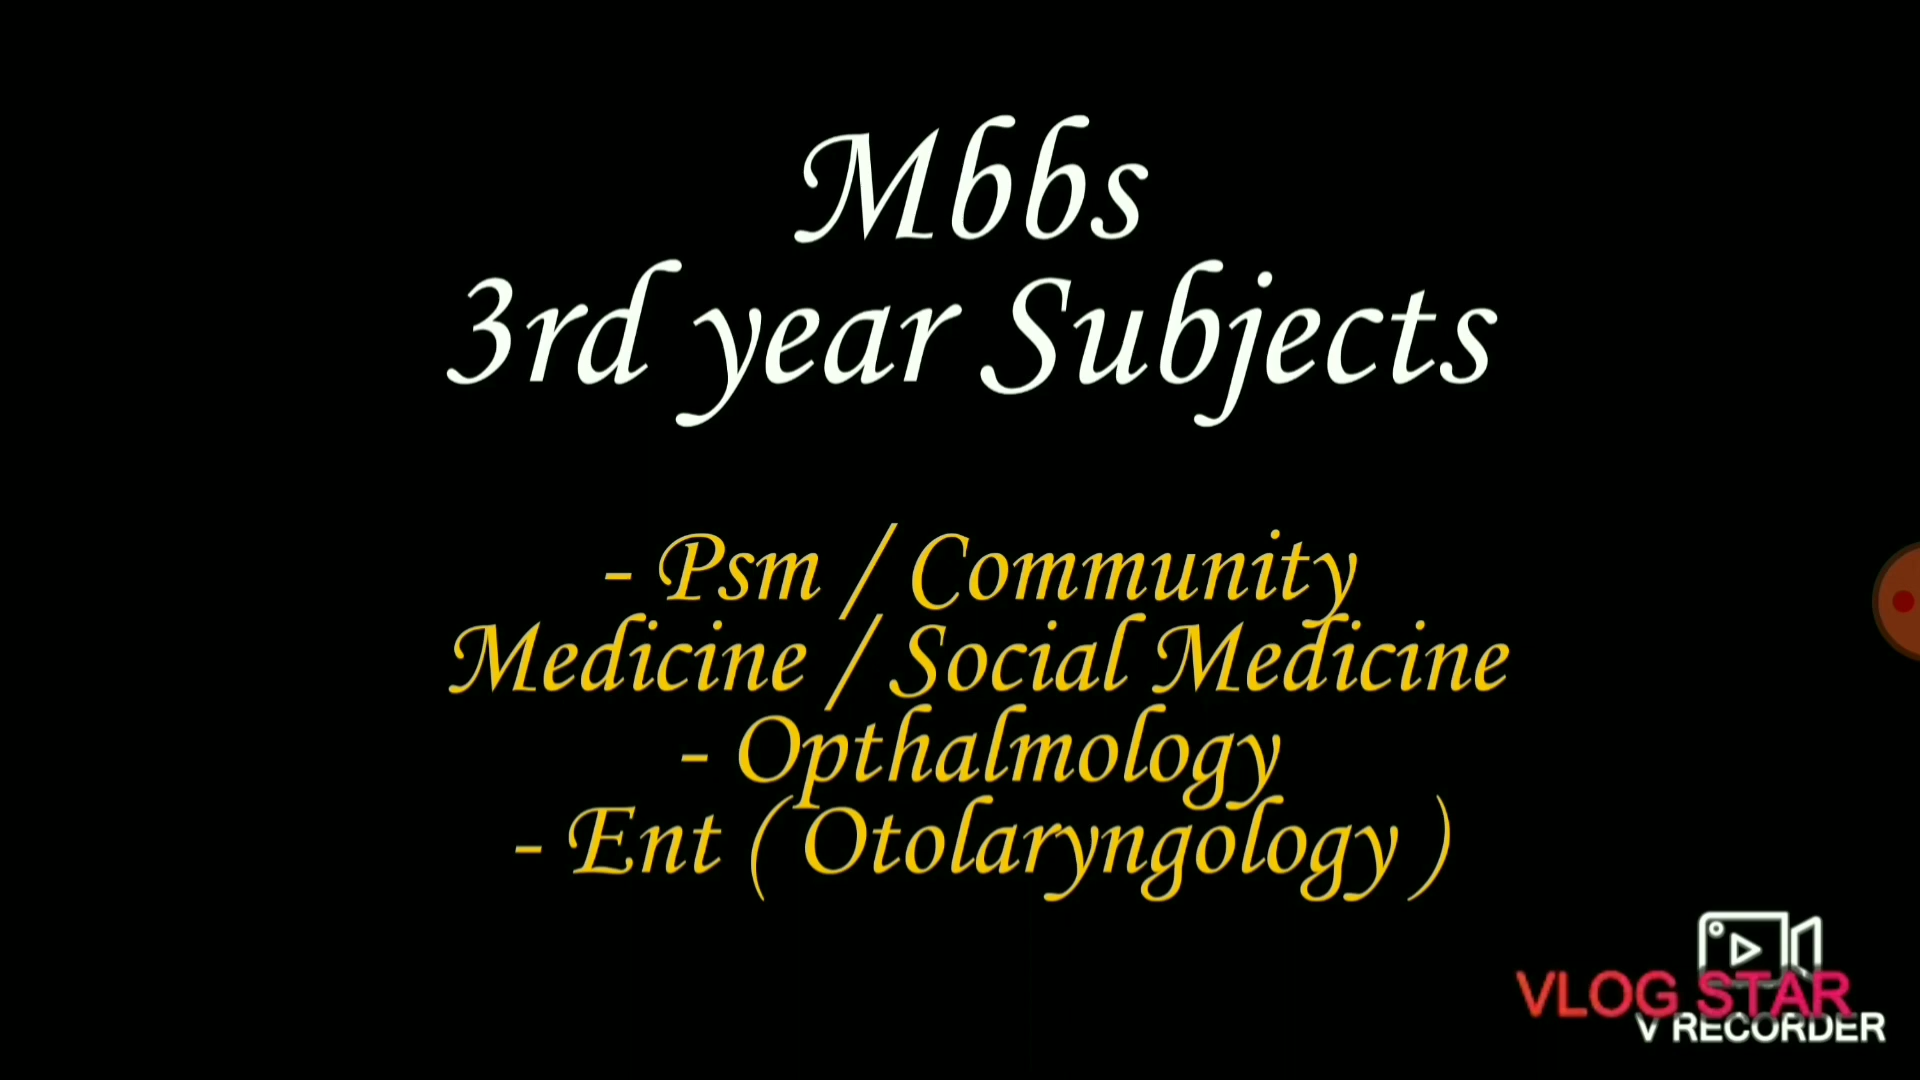 Mbbs
3rd year Subjects
- Psm / Community
Medicine / Social Medicine
- Opthalmology
- Ent ( Otolaryngology )
VLOG STAR
V RECORDER